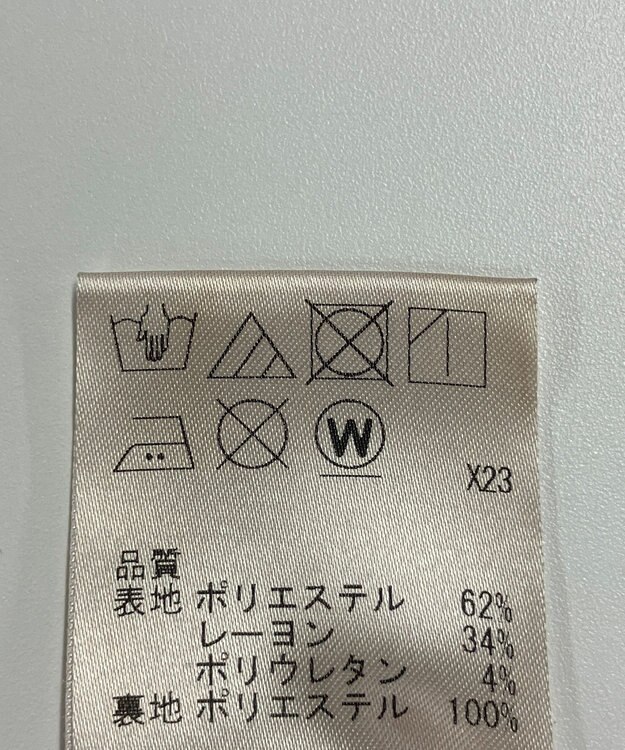 W
X23
品質
表地 ポリエステル 62%
レーヨン 34%
ポリウレタン 4%
裏地 ポリエステル 100%